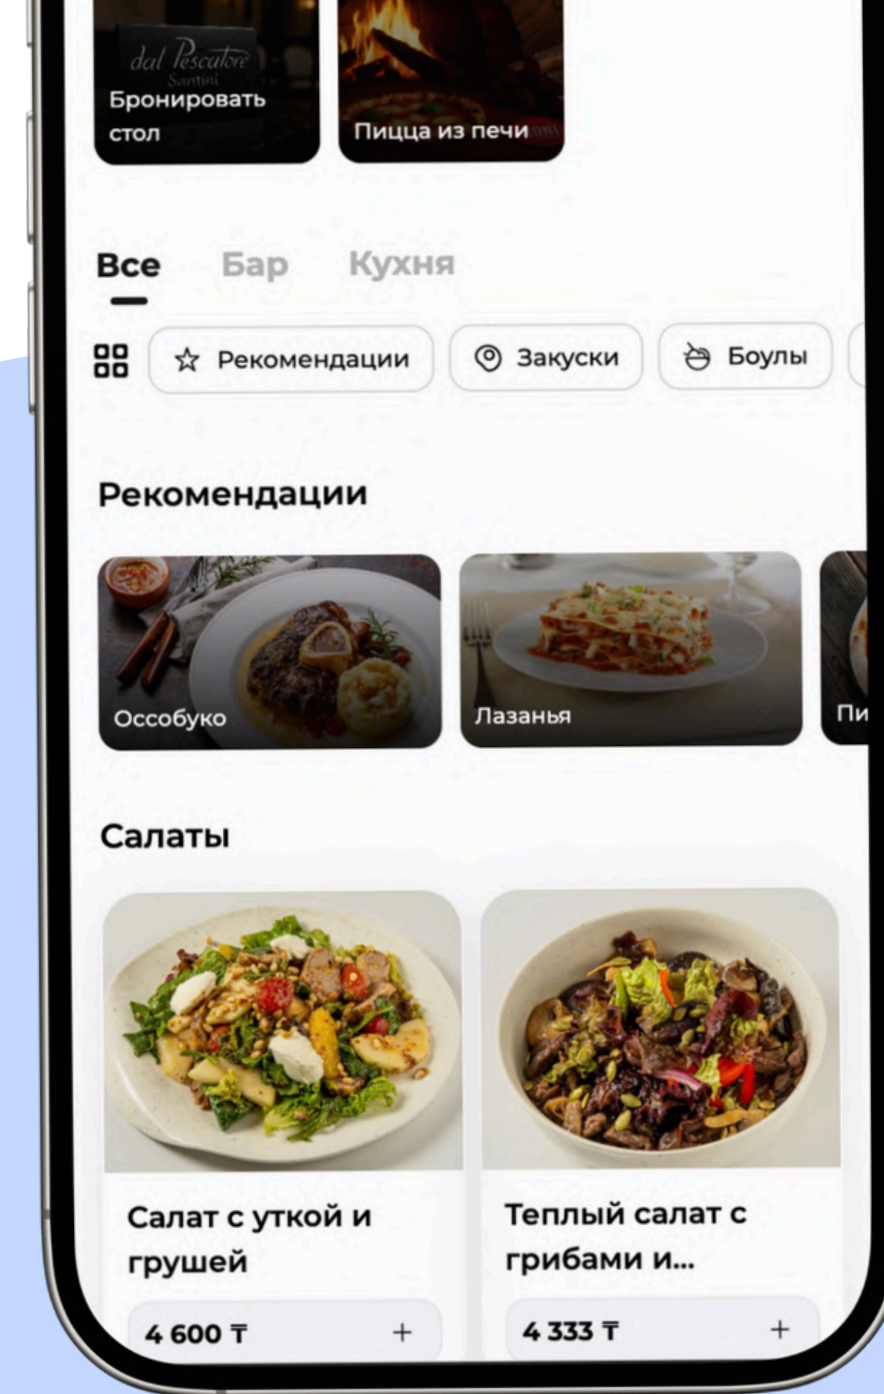 dal Pescatore
Santini
Бронировать
стол
Пицца из печи
Все
Бар
Кухня
Рекомендации
Закуски
Боулы
Рекомендации
Оссобуко
Лазанья
Пи
Салаты
Салат с уткой и
грушей
Теплый салат с
грибами и...
4 600 ₸
+
4 333 ₸
+